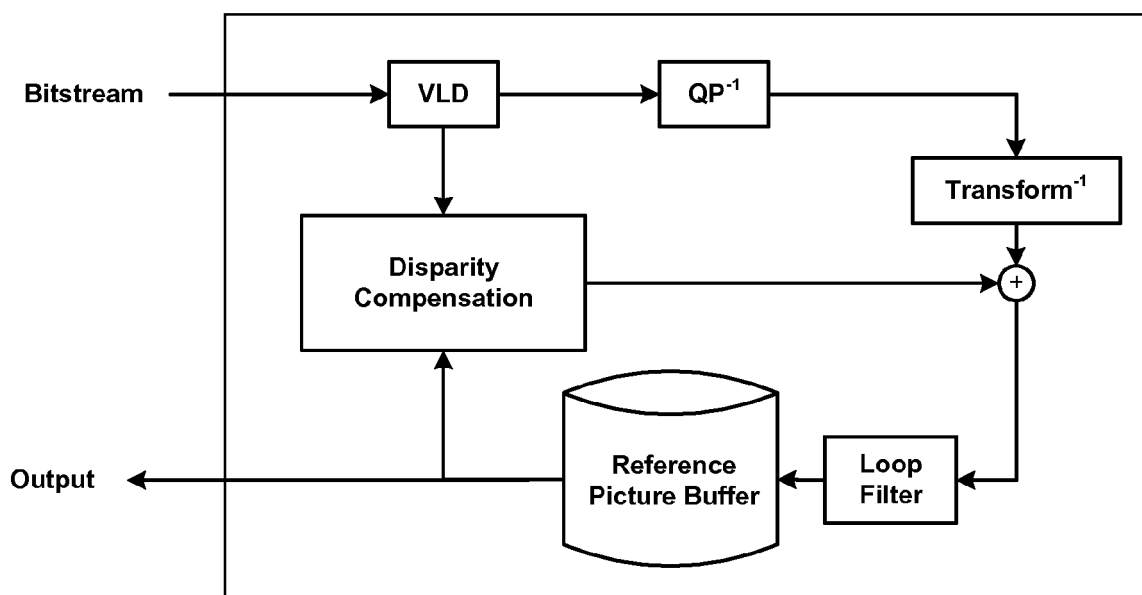 Bitstream
VLD
QP⁻¹
Transform⁻¹
Disparity
Compensation
+
Output
Reference
Picture Buffer
Loop
Filter